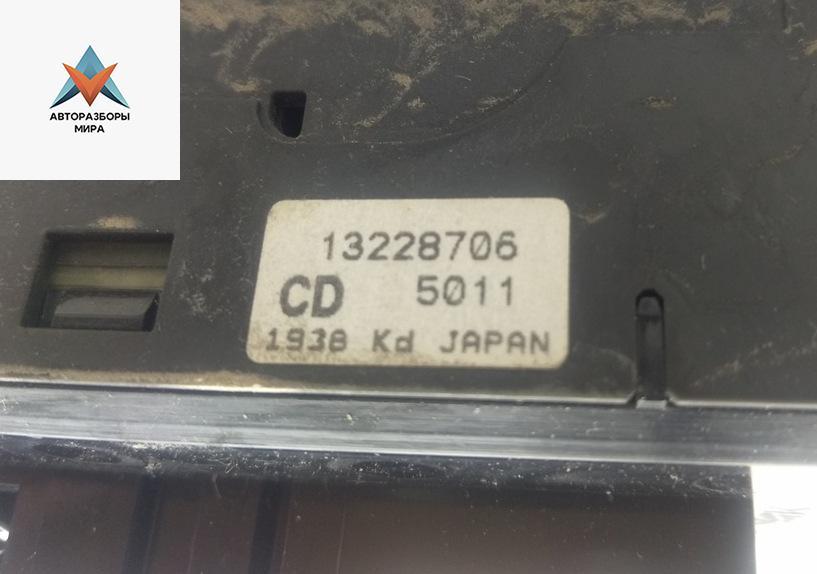 АВТОРАЗБОРЫ
МИРА
13228706
CD 5011
1938 Kd JAPAN